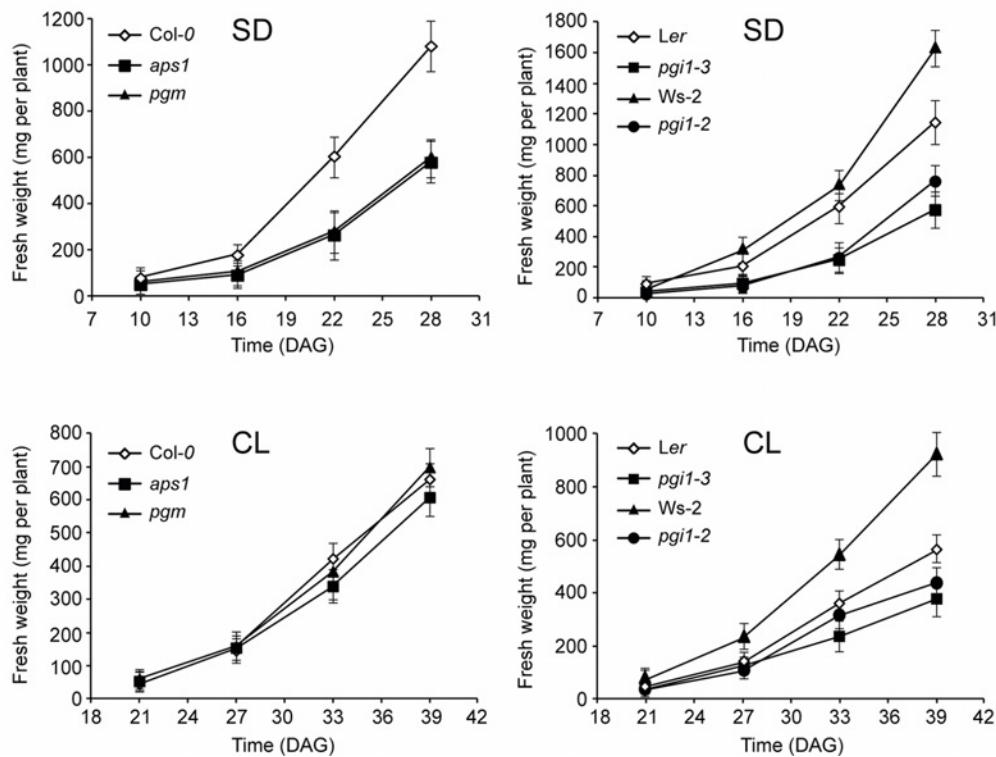 SD
Fresh weight (mg per plant)
1200
1000
800
600
400
200
0
Col-0
aps1
pgm
7 10 13 16 19 22 25 28 31
Time (DAG)
SD
Fresh weight (mg per plant)
1800
1600
1400
1200
1000
800
600
400
200
0
Ler
pgi1-3
Ws-2
pgi1-2
7 10 13 16 19 22 25 28 31
Time (DAG)
CL
Fresh weight (mg per plant)
800
700
600
500
400
300
200
100
0
Col-0
aps1
pgm
18 21 24 27 30 33 36 39 42
Time (DAG)
CL
Fresh weight (mg per plant)
1000
800
600
400
200
0
Ler
pgi1-3
Ws-2
pgi1-2
18 21 24 27 30 33 36 39 42
Time (DAG)